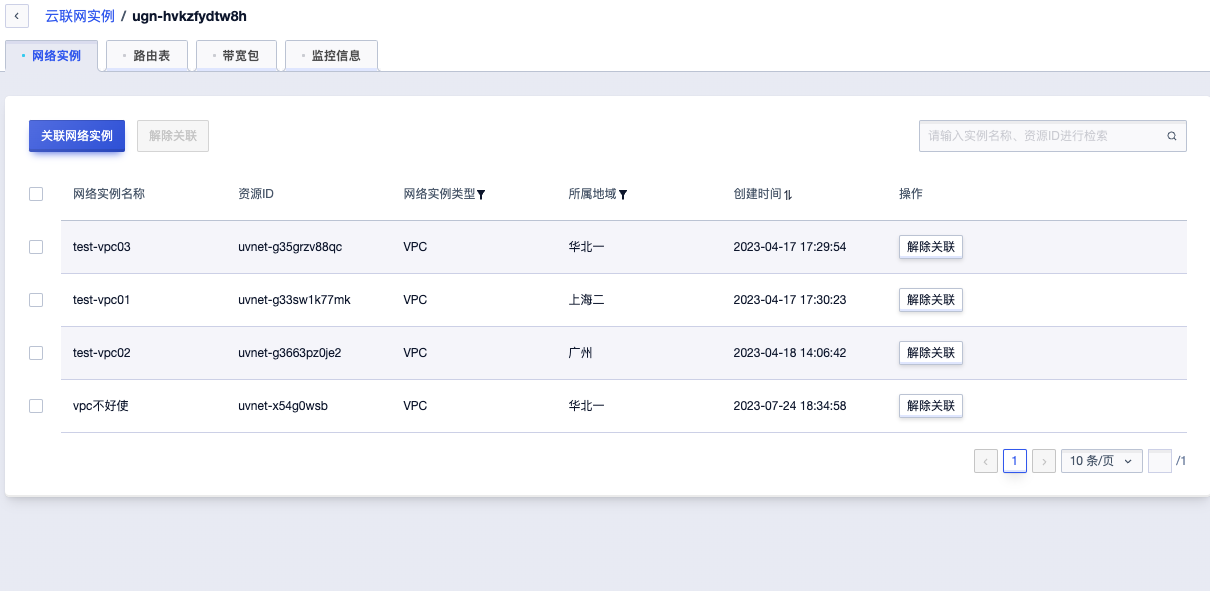 云联网实例 / ugn-hvkzfydtw8h
网络实例 路由表 带宽包 监控信息
关联网络实例 解除关联 请输入实例名称、资源ID进行检索
网络实例名称 资源ID 网络实例类型 所属地域 创建时间 操作
test-vpc03 uvnet-g35grzv88qc VPC 华北一 2023-04-17 17:29:54 解除关联
test-vpc01 uvnet-g33sw1k77mk VPC 上海二 2023-04-17 17:30:23 解除关联
test-vpc02 uvnet-g3663pz0je2 VPC 广州 2023-04-18 14:06:42 解除关联
vpc不好使 uvnet-x54g0wsb VPC 华北一 2023-07-24 18:34:58 解除关联
1 10 条/页 /1